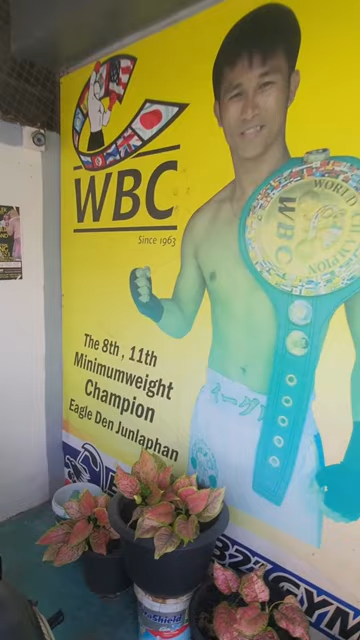 WBC
Since 1963
The 8th , 11th
Minimumweight
Champion
Eagle Den Junlaphan
WORLD
WBC
CHAMPION
イーグル
GYM